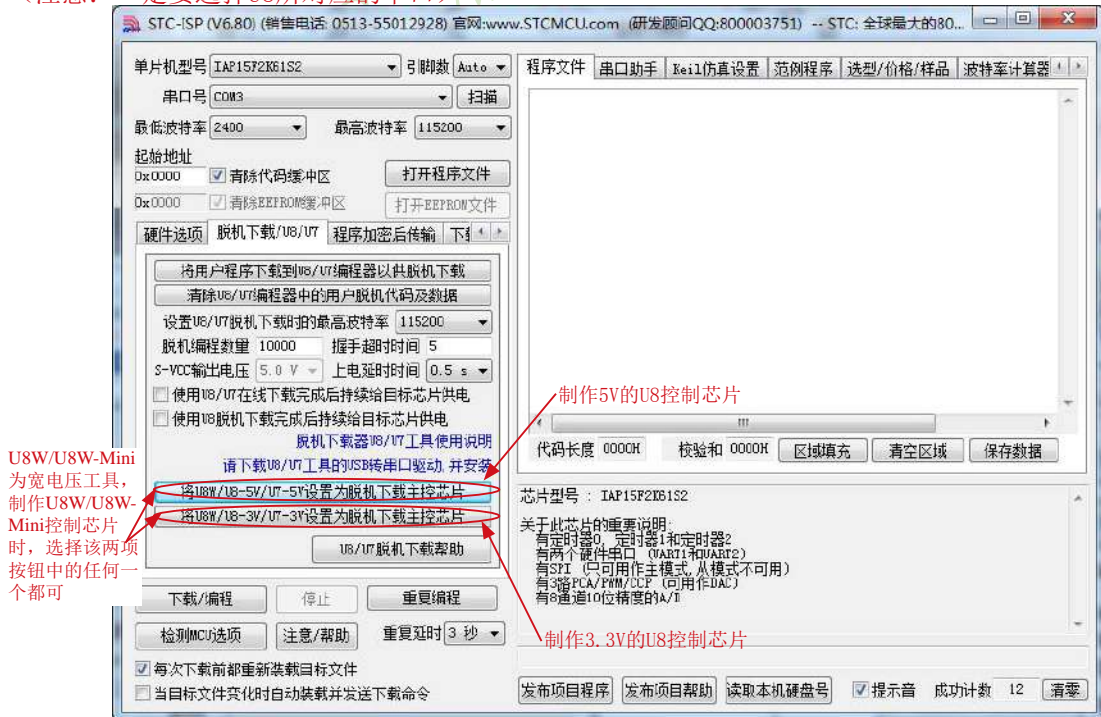 STC-ISP (V6.80) (销售电话: 0513-55012928) 官网:www.STCMCU.com (研发顾问QQ:800003751) -- STC: 全球最大的80...
单片机型号 IAP15F2K61S2 引脚数 Auto
串口号 COM3 扫描
最低波特率 2400 最高波特率 115200
起始地址
0x0000 清除代码缓冲区 打开程序文件
0x0000 清除EEPROM缓冲区 打开EEPROM文件
硬件选项 脱机下载/U8/U7 程序加密后传输
将用户程序下载到U8/U7编程器以供脱机下载
清除U8/U7编程器中的用户脱机代码及数据
设置U8/U7脱机下载时的最高波特率 115200
脱机编程数量 10000 握手超时时间 5
S-VCC输出电压 5.0 V 上电延时时间 0.5 s
使用U8/U7在线下载完成后持续给目标芯片供电
使用U8脱机下载完成后持续给目标芯片供电
脱机下载器U8/U7工具使用说明
请下载U8/U7工具的USB转串口驱动,并安装
将U8W/U8-5V/U7-5V设置为脱机下载主控芯片
将U8W/U8-3V/U7-3V设置为脱机下载主控芯片
U8/U7脱机下载帮助
下载/编程 停止 重复编程
检测MCU选项 注意/帮助 重复延时 3 秒
每次下载前都重新装载目标文件
当目标文件变化时自动装载并发送下载命令
U8W/U8W-Mini
为宽电压工具，
制作U8W/U8W-
Mini控制芯片
时，选择该两项
按钮中的任何一
个都可
程序文件 串口助手 Keil仿真设置 范例程序 选型/价格/样品 波特率计算器
制作5V的U8控制芯片
代码长度 0000H 校验和 0000H 区域填充 清空区域 保存数据
芯片型号 : IAP15F2K61S2
关于此芯片的重要说明:
有定时器0、定时器1和定时器2
有两个硬件串口 (UART1和UART2)
有SPI (只可用作主模式,从模式不可用)
有3路PCA/PWM/CCP (可用作DAC)
有8通道10位精度的A/D
制作3.3V的U8控制芯片
发布项目程序 发布项目帮助 读取本机硬盘号 提示音 成功计数 12 清零